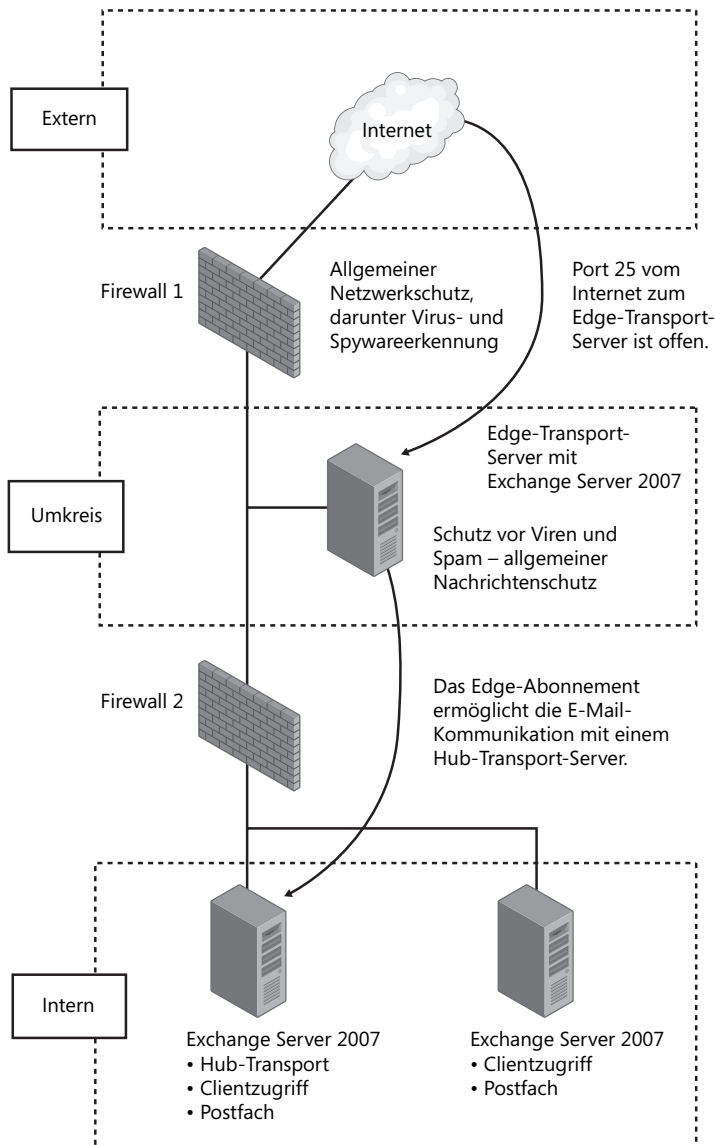 Extern
Internet
Firewall 1
Allgemeiner
Netzwerkschutz,
darunter Virus- und
Spywareerkennung
Port 25 vom
Internet zum
Edge-Transport-
Server ist offen.
Umkreis
Edge-Transport-
Server mit
Exchange Server 2007
Schutz vor Viren und
Spam – allgemeiner
Nachrichtenschutz
Firewall 2
Das Edge-Abonnement
ermöglicht die E-Mail-
Kommunikation mit einem
Hub-Transport-Server.
Intern
Exchange Server 2007
• Hub-Transport
• Clientzugriff
• Postfach
Exchange Server 2007
• Clientzugriff
• Postfach